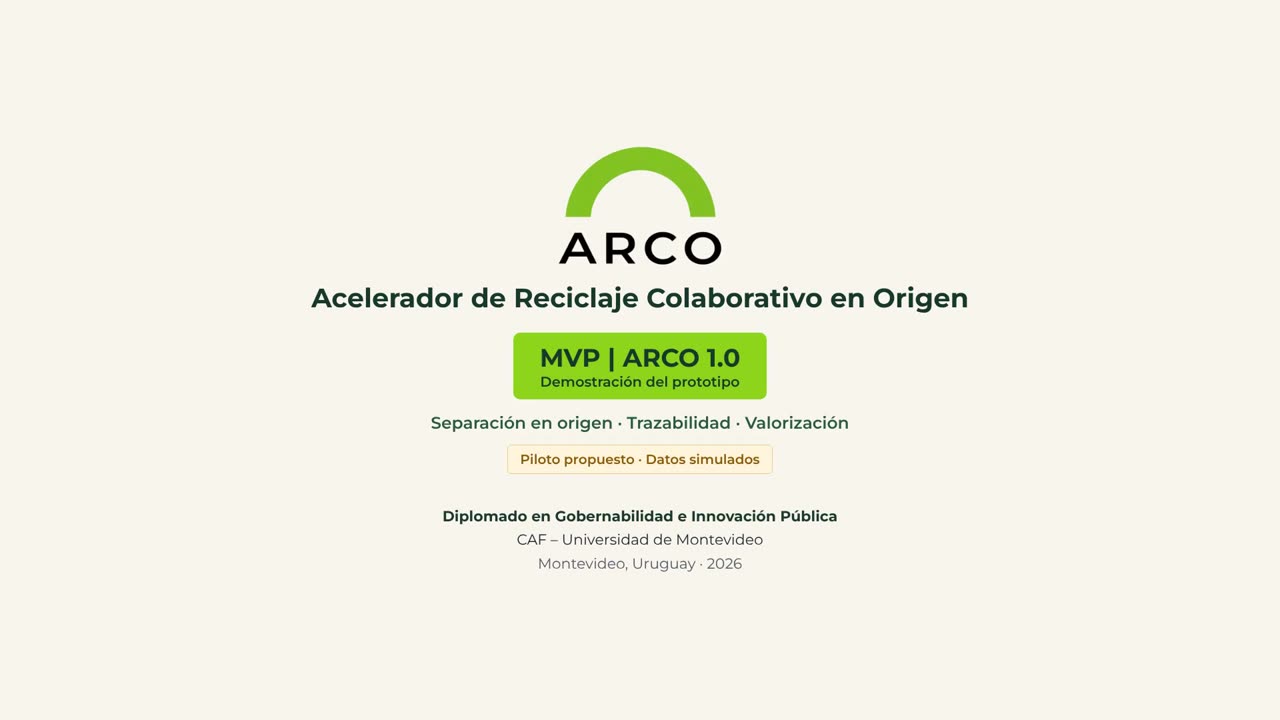 ARCO
Acelerador de Reciclaje Colaborativo en Origen
MVP | ARCO 1.0
Demostración del prototipo
Separación en origen · Trazabilidad · Valorización
Piloto propuesto · Datos simulados
Diplomado en Gobernabilidad e Innovación Pública
CAF – Universidad de Montevideo
Montevideo, Uruguay · 2026